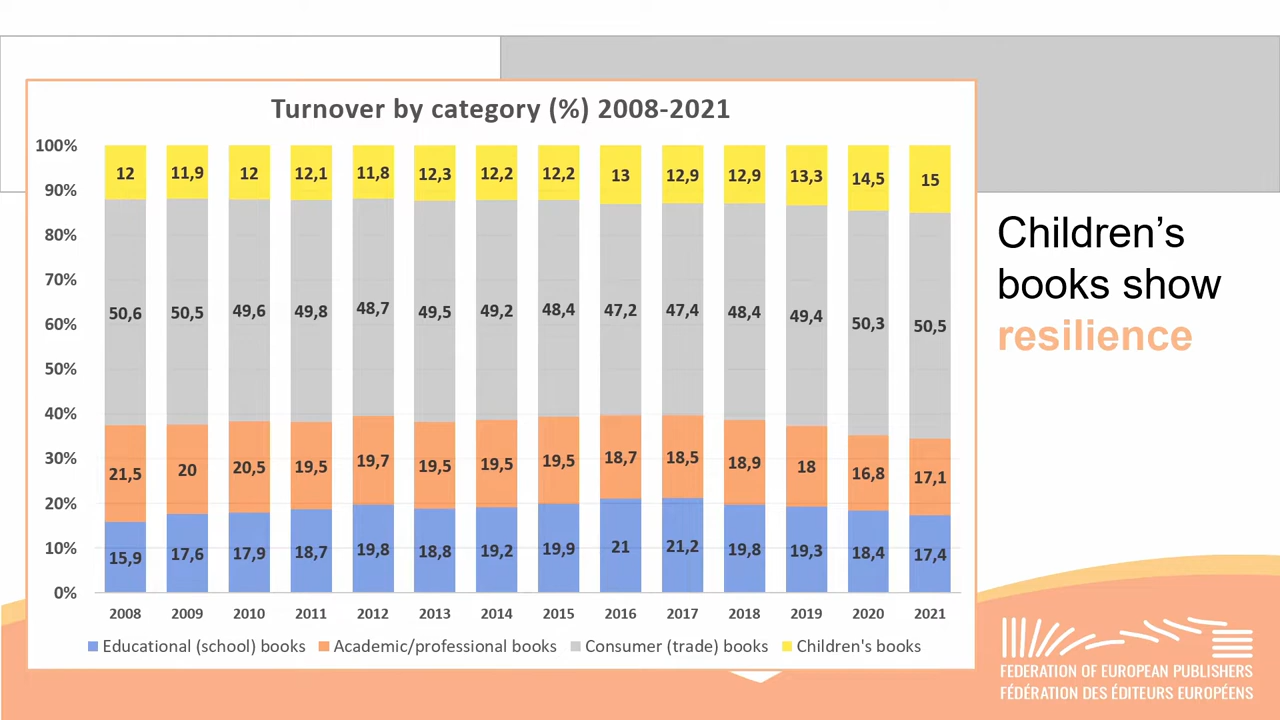 Turnover by category (%) 2008-2021
100%
90%
80%
70%
60%
50%
40%
30%
20%
10%
0%
12 11,9 12 12,1 11,8 12,3 12,2 12,2 13 12,9 12,9 13,3 14,5 15
50,6 50,5 49,6 49,8 48,7 49,5 49,2 48,4 47,2 47,4 48,4 49,4 50,3 50,5
21,5 20 20,5 19,5 19,7 19,5 19,5 19,5 18,7 18,5 18,9 18 16,8 17,1
15,9 17,6 17,9 18,7 19,8 18,8 19,2 19,9 21 21,2 19,8 19,3 18,4 17,4
2008 2009 2010 2011 2012 2013 2014 2015 2016 2017 2018 2019 2020 2021
Educational (school) books Academic/professional books Consumer (trade) books Children's books
Children’s
books show
resilience
FEDERATION OF EUROPEAN PUBLISHERS
FÉDÉRATION DES ÉDITEURS EUROPÉENS